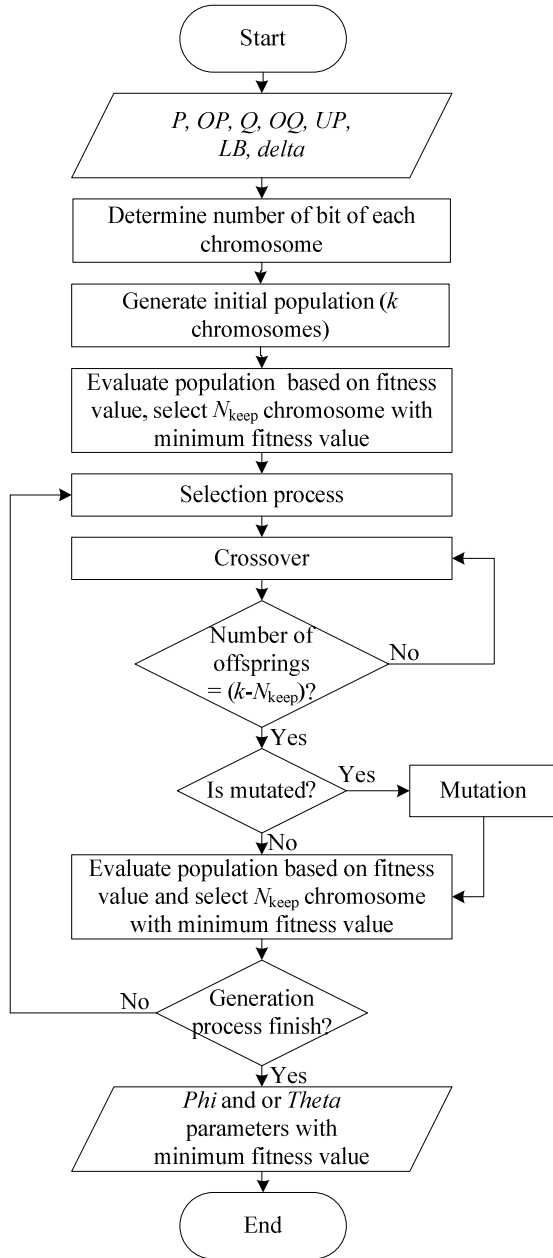 Start
P, OP, Q, OQ, UP,
LB, delta
Determine number of bit of each
chromosome
Generate initial population (k
chromosomes)
Evaluate population based on fitness
value, select Nkeep chromosome with
minimum fitness value
Selection process
Crossover
Number of
offsprings
= (k-Nkeep)?
No
Yes
Is mutated?
Yes
Mutation
No
Evaluate population based on fitness
value and select Nkeep chromosome
with minimum fitness value
No
Generation
process finish?
Yes
Phi and or Theta
parameters with
minimum fitness value
End